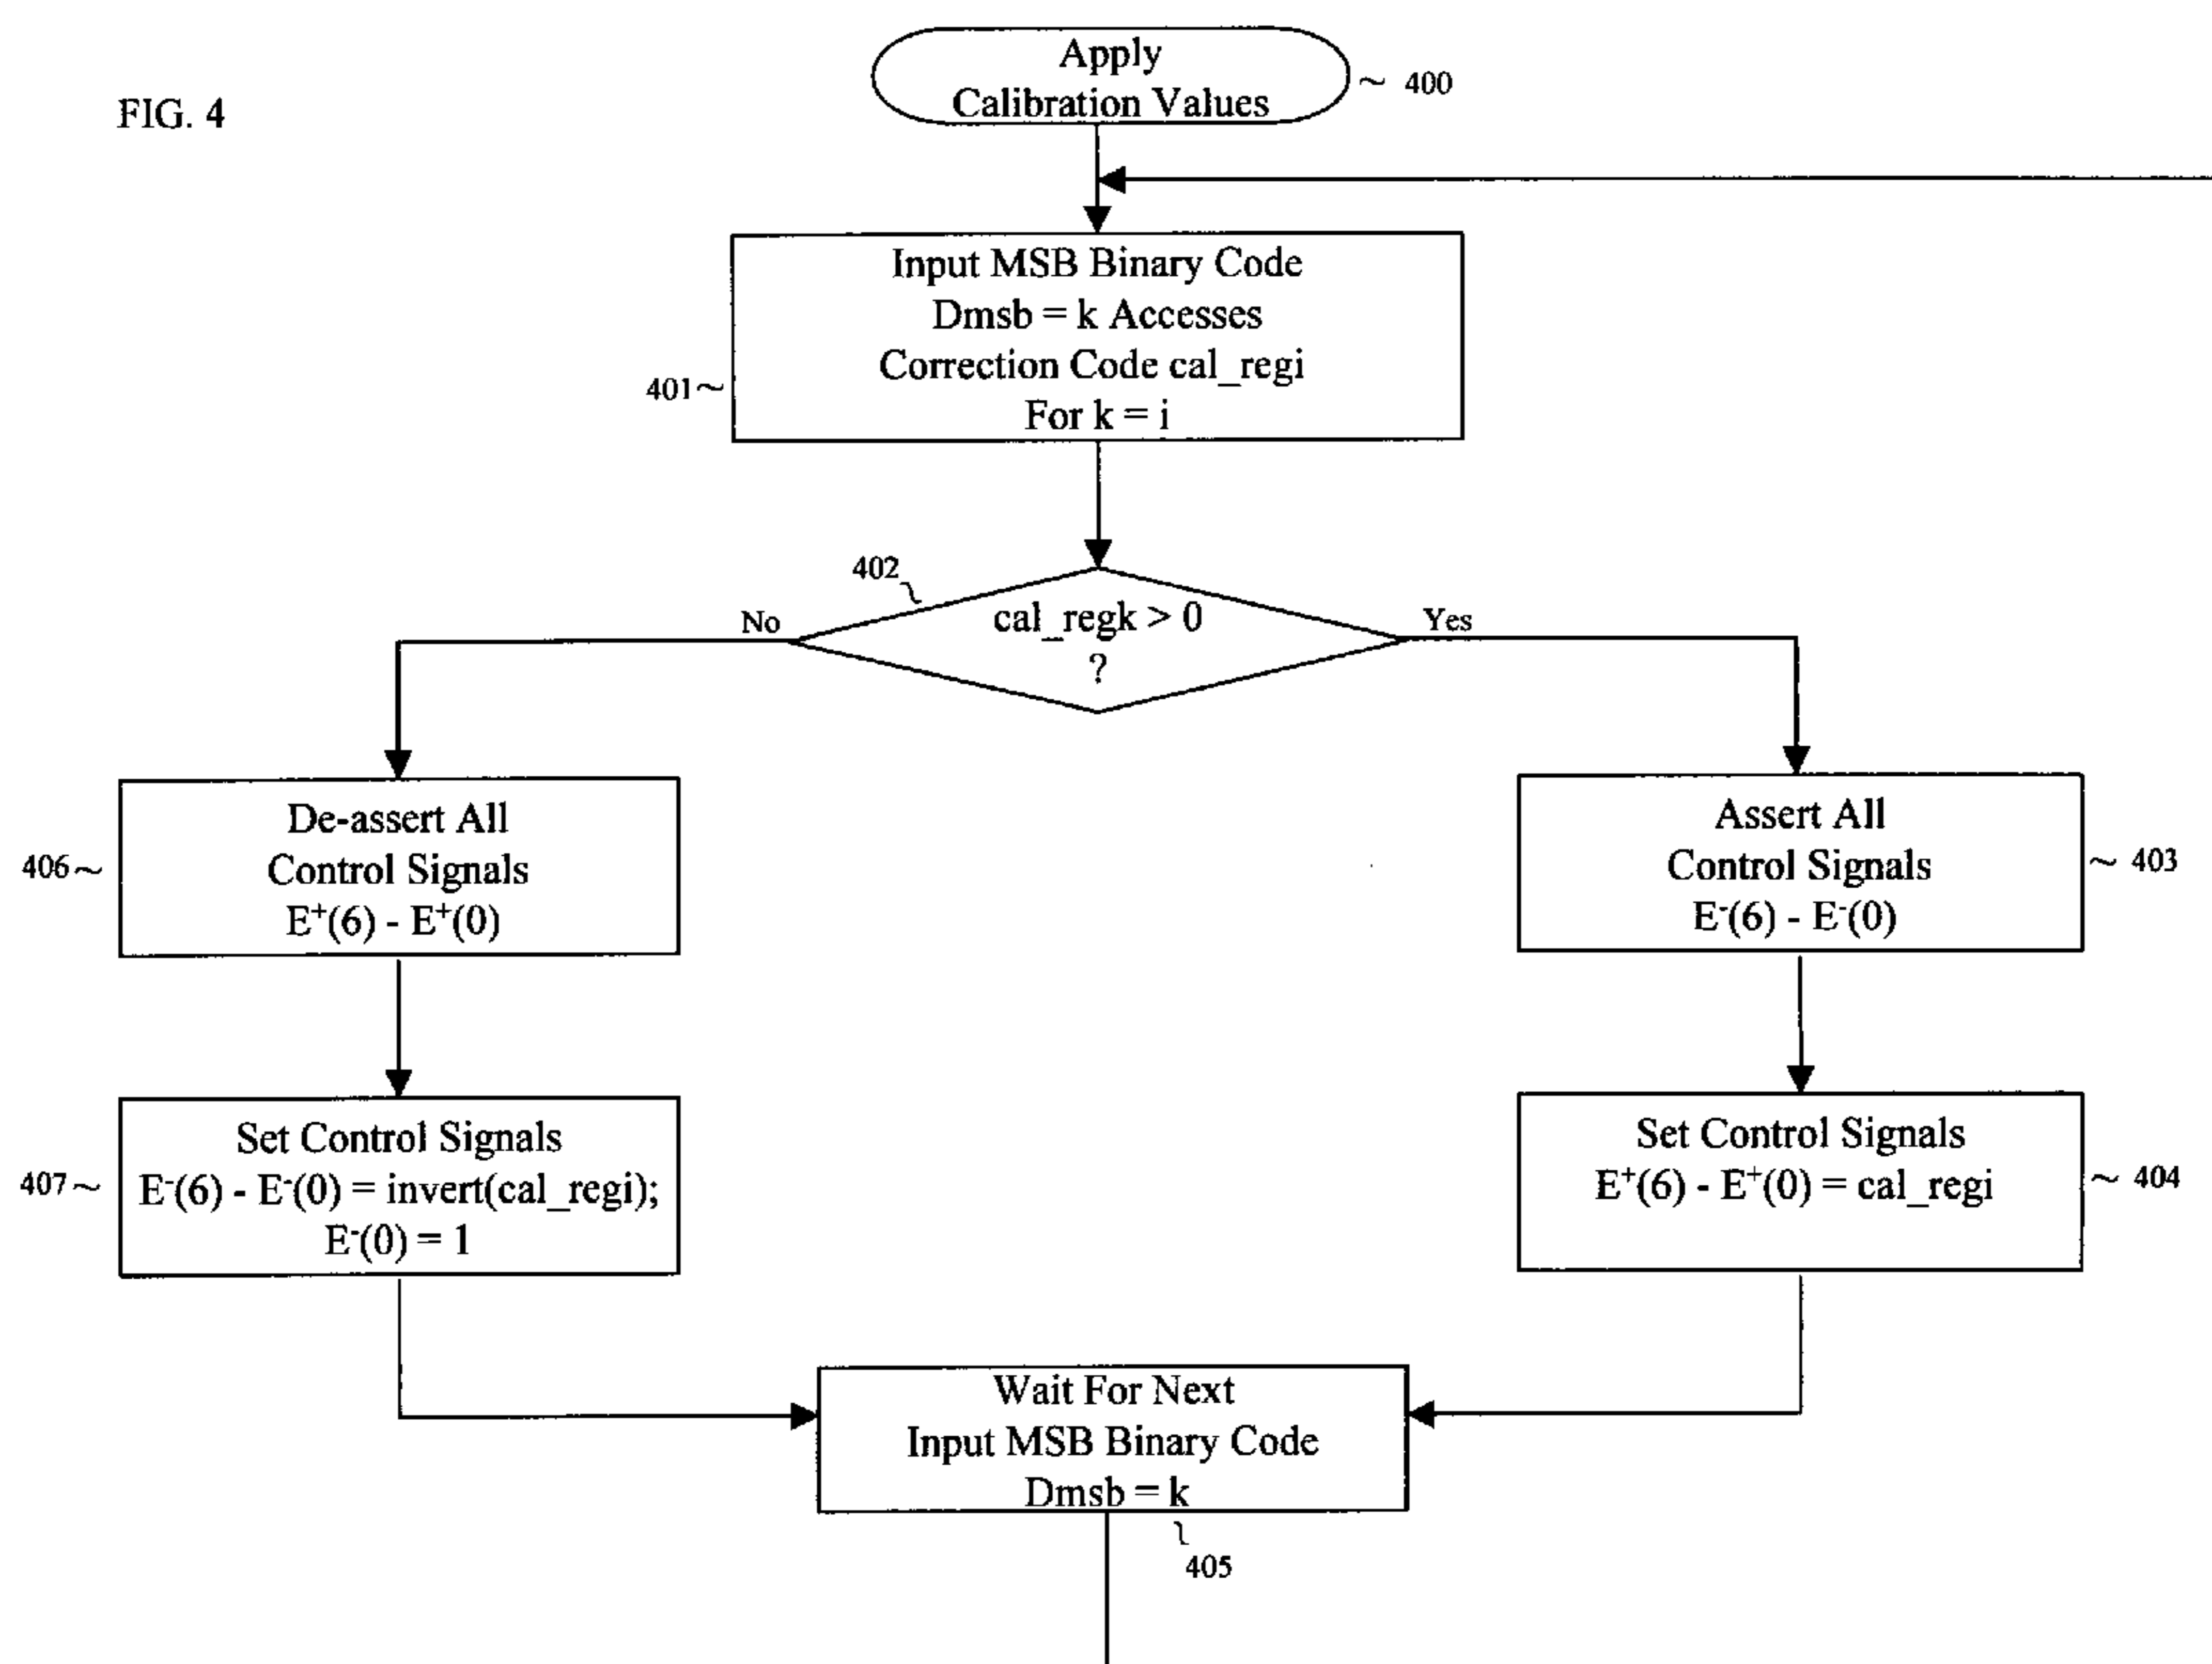 FIG. 4
Apply
Calibration Values
~ 400
Input MSB Binary Code
Dmsb = k Accesses
Correction Code cal_regi
For k = i
401~
402
cal_regk > 0
?
No
Yes
De-assert All
Control Signals
E⁺(6) - E⁺(0)
406~
Assert All
Control Signals
E⁻(6) - E⁻(0)
~ 403
Set Control Signals
E⁻(6) - E⁻(0) = invert(cal_regi);
E⁻(0) = 1
407~
Set Control Signals
E⁺(6) - E⁺(0) = cal_regi
~ 404
Wait For Next
Input MSB Binary Code
Dmsb = k
405